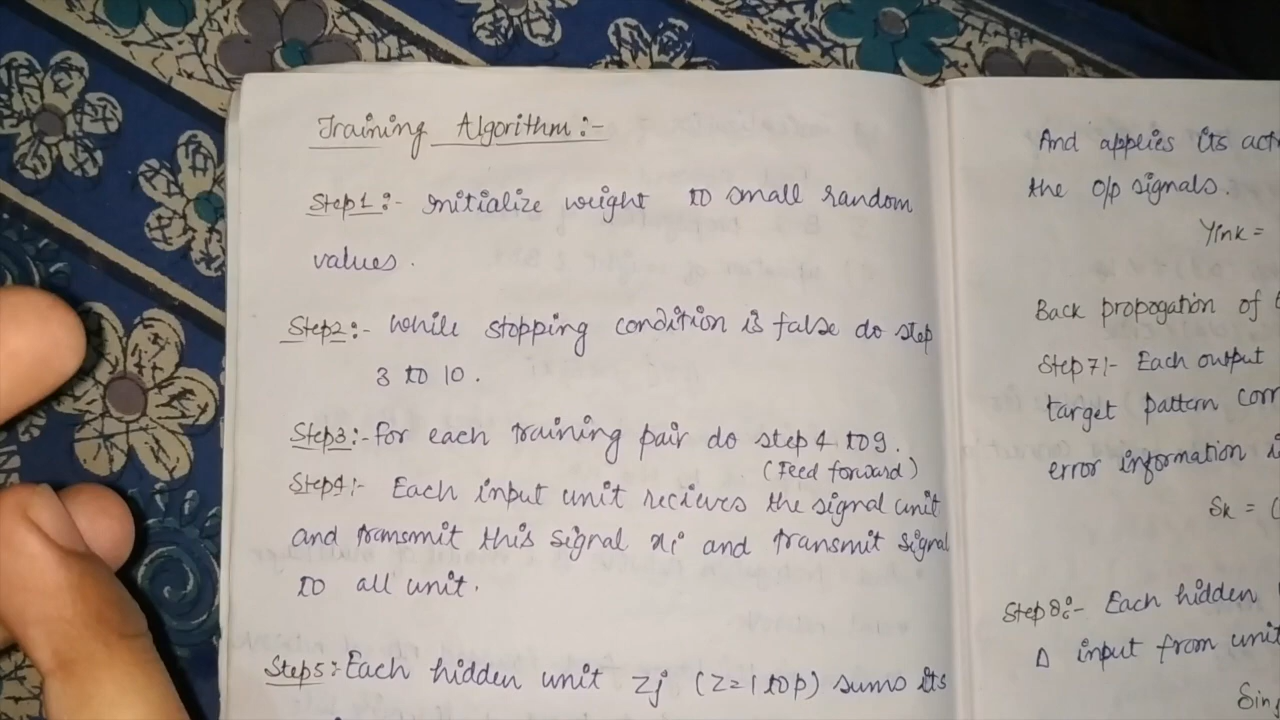 Training Algorithm:-
Step1:- Initialize weight to small random
values.
Step2:- While stopping condition is false do step
3 to 10.
Step3:- For each training pair do step 4 to 9.
(Feed forward)
Step4:- Each input unit recieves the signal unit
and transmit this signal xi and transmit signal
to all unit.
Step5: Each hidden unit Zj (Z=1 to p) sums its
And applies its
the o/p signals.
Yink =
Back propogation of
Step7:- Each output
target pattern
error information
Sk =
Step8:- Each hidden
Δ input from unit